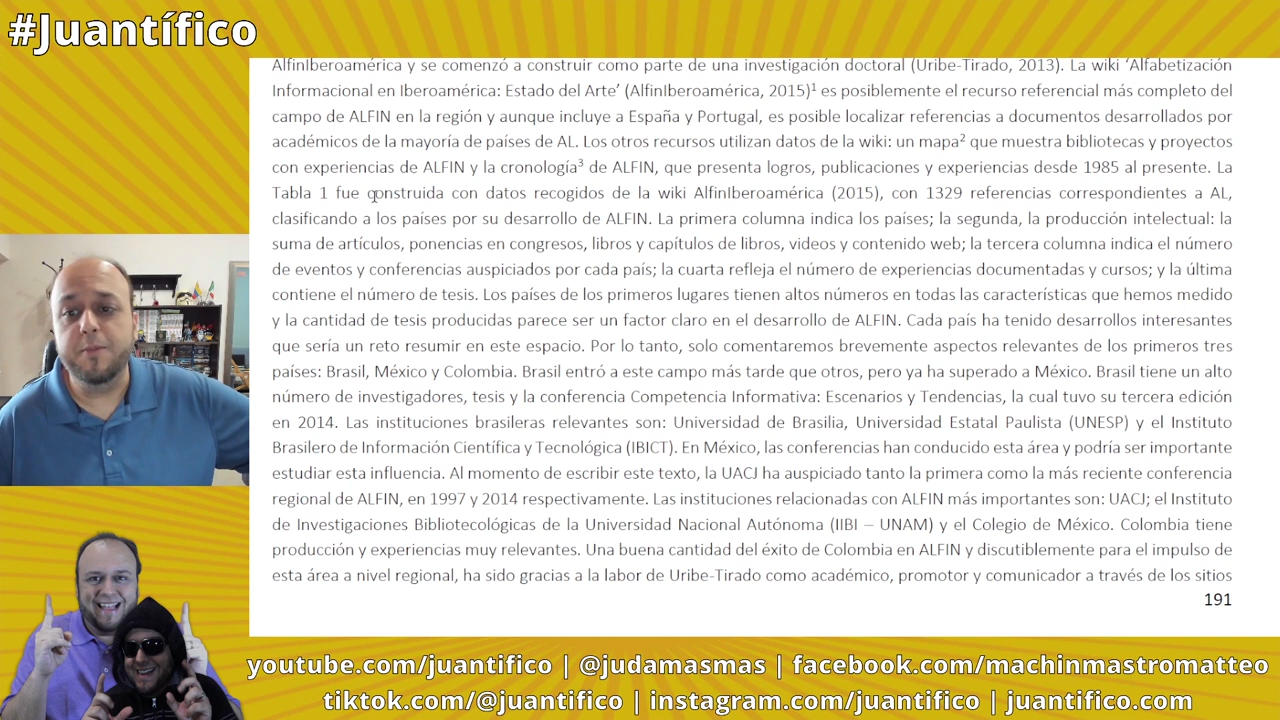 #Juantífico
AlfinIberoamérica y se comenzó a construir como parte de una investigación doctoral (Uribe-Tirado, 2013). La wiki ‘Alfabetización
Informacional en Iberoamérica: Estado del Arte’ (AlfinIberoamérica, 2015)¹ es posiblemente el recurso referencial más completo del
campo de ALFIN en la región y aunque incluye a España y Portugal, es posible localizar referencias a documentos desarrollados por
académicos de la mayoría de países de AL. Los otros recursos utilizan datos de la wiki: un mapa² que muestra bibliotecas y proyectos
con experiencias de ALFIN y la cronología³ de ALFIN, que presenta logros, publicaciones y experiencias desde 1985 al presente. La
Tabla 1 fue construida con datos recogidos de la wiki AlfinIberoamérica (2015), con 1329 referencias correspondientes a AL,
clasificando a los países por su desarrollo de ALFIN. La primera columna indica los países; la segunda, la producción intelectual: la
suma de artículos, ponencias en congresos, libros y capítulos de libros, videos y contenido web; la tercera columna indica el número
de eventos y conferencias auspiciados por cada país; la cuarta refleja el número de experiencias documentadas y cursos; y la última
contiene el número de tesis. Los países de los primeros lugares tienen altos números en todas las características que hemos medido
y la cantidad de tesis producidas parece ser un factor claro en el desarrollo de ALFIN. Cada país ha tenido desarrollos interesantes
que sería un reto resumir en este espacio. Por lo tanto, solo comentaremos brevemente aspectos relevantes de los primeros tres
países: Brasil, México y Colombia. Brasil entró a este campo más tarde que otros, pero ya ha superado a México. Brasil tiene un alto
número de investigadores, tesis y la conferencia Competencia Informativa: Escenarios y Tendencias, la cual tuvo su tercera edición
en 2014. Las instituciones brasileras relevantes son: Universidad de Brasilia, Universidad Estatal Paulista (UNESP) y el Instituto
Brasilero de Información Científica y Tecnológica (IBICT). En México, las conferencias han conducido esta área y podría ser importante
estudiar esta influencia. Al momento de escribir este texto, la UACJ ha auspiciado tanto la primera como la más reciente conferencia
regional de ALFIN, en 1997 y 2014 respectivamente. Las instituciones relacionadas con ALFIN más importantes son: UACJ; el Instituto
de Investigaciones Bibliotecológicas de la Universidad Nacional Autónoma (IIBI – UNAM) y el Colegio de México. Colombia tiene
producción y experiencias muy relevantes. Una buena cantidad del éxito de Colombia en ALFIN y discutiblemente para el impulso de
esta área a nivel regional, ha sido gracias a la labor de Uribe-Tirado como académico, promotor y comunicador a través de los sitios
191
youtube.com/juantifico | @judamasmas | facebook.com/machinmastromatteo
tiktok.com/@juantifico | instagram.com/juantifico | juantifico.com